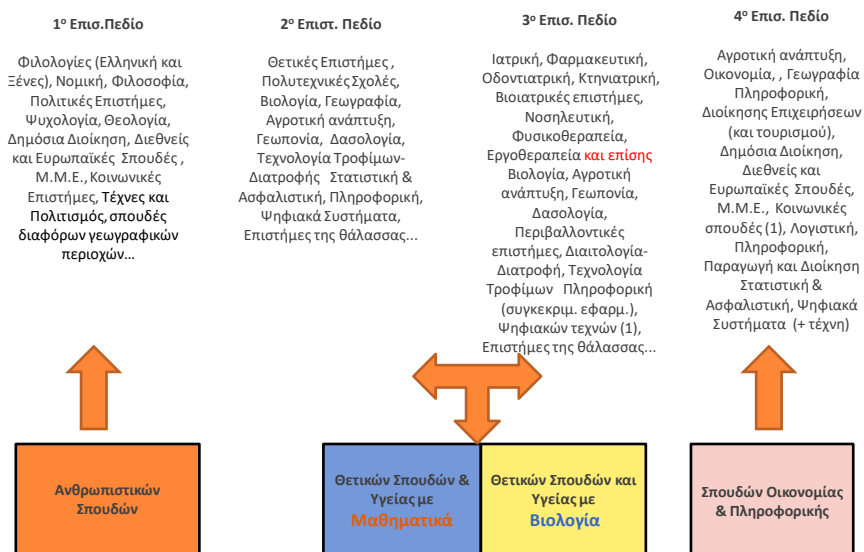 1ο Επισ.Πεδίο
Φιλολογίες (Ελληνική και
Ξένες), Νομική, Φιλοσοφία,
Πολιτικές Επιστήμες,
Ψυχολογία, Θεολογία,
Δημόσια Διοίκηση, Διεθνείς
και Ευρωπαϊκές Σπουδές ,
Μ.Μ.Ε., Κοινωνικές
Επιστήμες, Τέχνες και
Πολιτισμός, σπουδές
διαφόρων γεωγραφικών
περιοχών…
2ο Επιστ. Πεδίο
Θετικές Επιστήμες ,
Πολυτεχνικές Σχολές,
Βιολογία, Γεωγραφία,
Αγροτική ανάπτυξη,
Γεωπονία, Δασολογία,
Τεχνολογία Τροφίμων-
Διατροφής Στατιστική &
Ασφαλιστική, Πληροφορική,
Ψηφιακά Συστήματα,
Επιστήμες της θάλασσας…
3ο Επισ. Πεδίο
Ιατρική, Φαρμακευτική,
Οδοντιατρική, Κτηνιατρική,
Βιοιατρικές επιστήμες,
Νοσηλευτική,
Φυσικοθεραπεία,
Εργοθεραπεία και επίσης
Βιολογία, Αγροτική
ανάπτυξη, Γεωπονία,
Δασολογία,
Περιβαλλοντικές
επιστήμες, Διαιτολογία-
Διατροφή, Τεχνολογία
Τροφίμων Πληροφορική
(συγκεκριμ. εφαρμ.),
Ψηφιακών τεχνών (1),
Επιστήμες της θάλασσας…
4ο Επισ. Πεδίο
Αγροτική ανάπτυξη,
Οικονομία, , Γεωγραφία
Πληροφορική,
Διοίκησης Επιχειρήσεων
(και τουρισμού),
Δημόσια Διοίκηση,
Διεθνείς και
Ευρωπαϊκές Σπουδές,
Μ.Μ.Ε., Κοινωνικές
σπουδές (1), Λογιστική,
Πληροφορική,
Παραγωγή και Διοίκηση
Στατιστική &
Ασφαλιστική, Ψηφιακά
Συστήματα (+ τέχνη)
Ανθρωπιστικών
Σπουδών
Θετικών Σπουδών &
Υγείας με
Μαθηματικά
Θετικών Σπουδών και
Υγείας με
Βιολογία
Σπουδών Οικονομίας
& Πληροφορικής